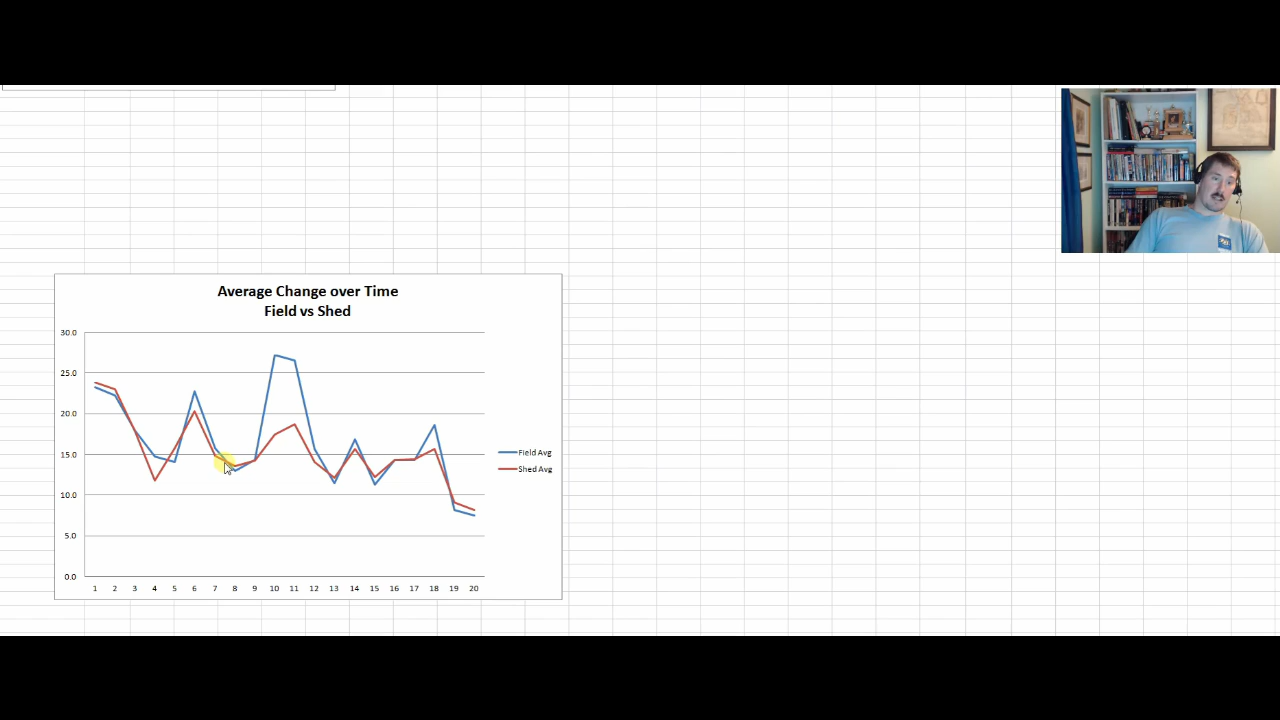 Average Change over Time
Field vs Shed
30.0
25.0
20.0
15.0
10.0
5.0
0.0
1 2 3 4 5 6 7 8 9 10 11 12 13 14 15 16 17 18 19 20
Field Avg
Shed Avg